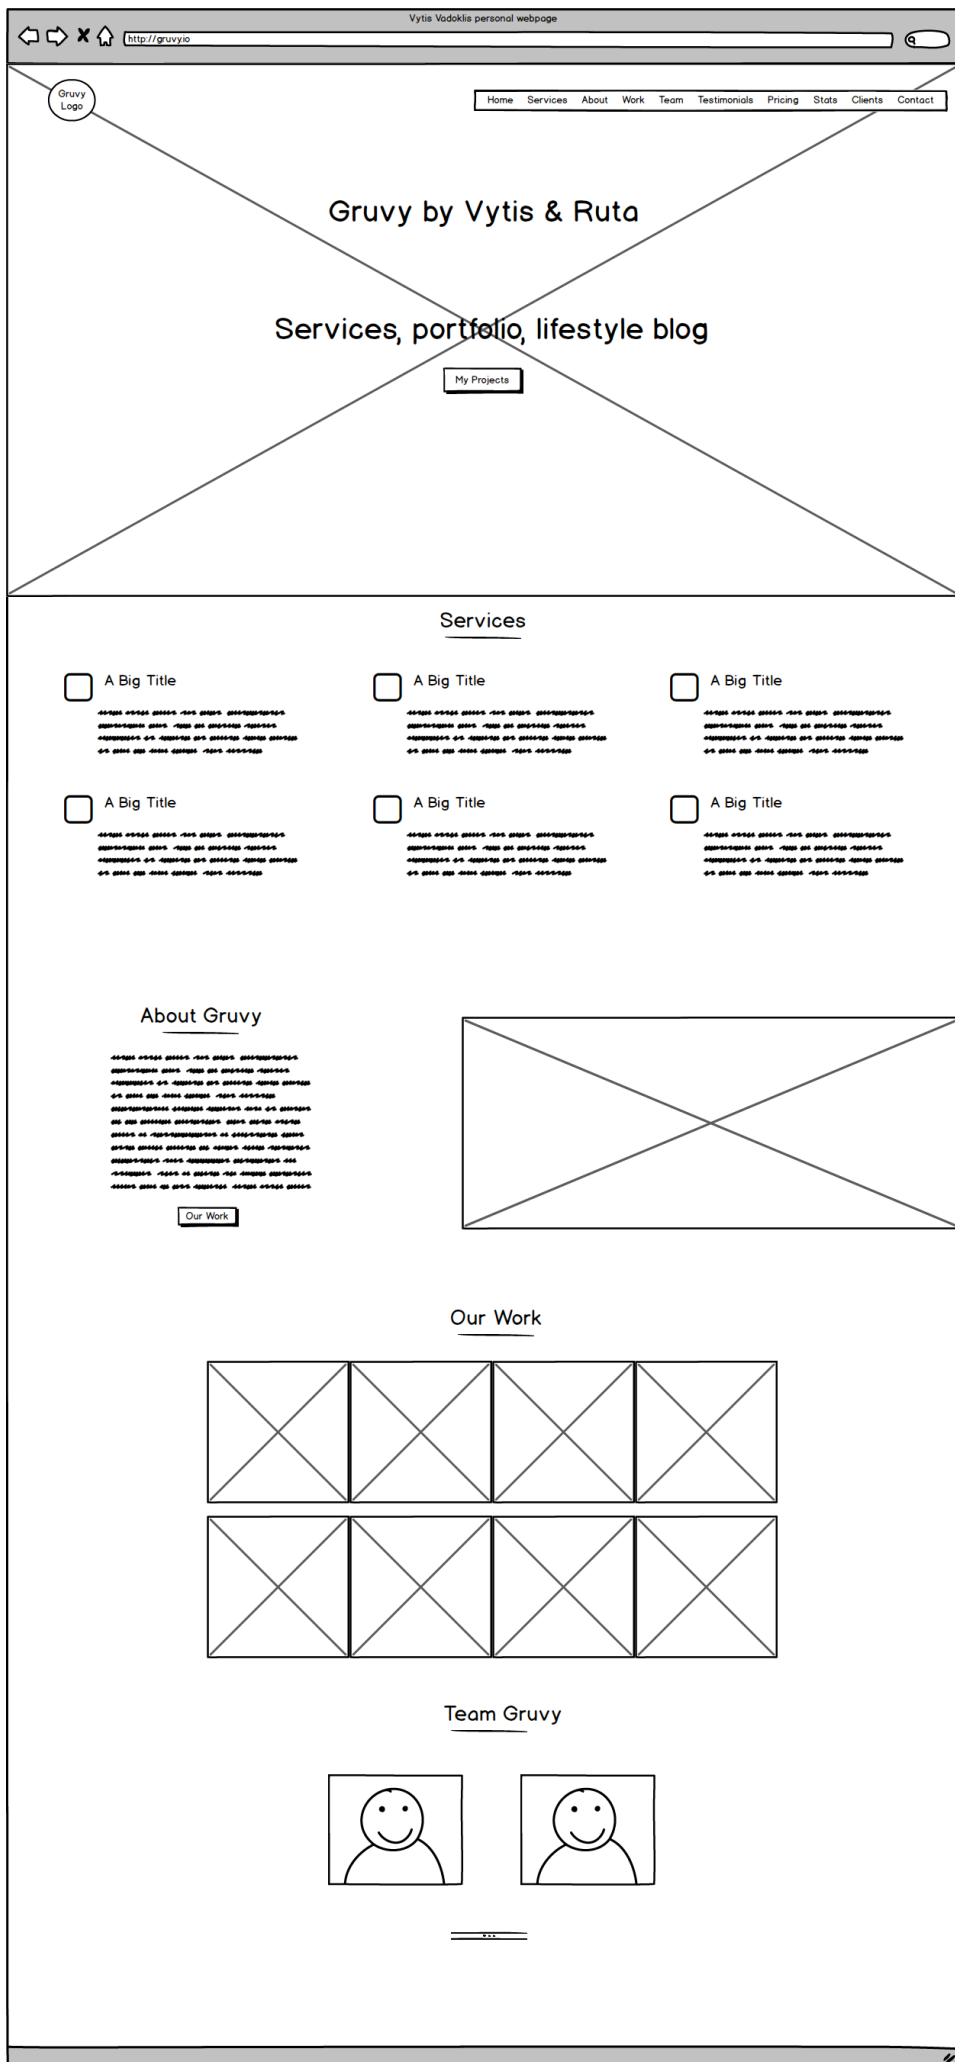 Vytis Vadoklis personal webpage
http://gruvy.io
Gruvy
Logo
Home Services About Work Team Testimonials Pricing Stats Clients Contact
Gruvy by Vytis & Ruta
Services, portfolio, lifestyle blog
My Projects
Services
A Big Title A Big Title A Big Title
A Big Title A Big Title A Big Title
About Gruvy
Our Work
Our Work
Team Gruvy